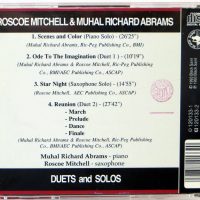 ROSCOE MITCHELL & MUHAL RICHARD ABRAMS
1. Scenes and Color (Piano Solo) - (26'25")
(Muhal Richard Abrams, Ric-Peg Publishing Co., BMI)
2. Ode To The Imagination (Duet 1) - (10'19")
(Muhal Richard Abrams & Roscoe Mitchell, Ric-Peg Publishing
Co., BMI/AEC Publishing Co., ASCAP)
3. Star Night (Saxophone Solo) - (14'55")
(Roscoe Mitchell, AEC Publishing Co., ASCAP)
4. Reunion (Duet 2) - (27'42")
- March
- Prelude
- Dance
- Finale
(Muhal Richard Abrams & Roscoe Mitchell, Ric-Peg Publishing
Co., BMI/AEC Publishing Co., ASCAP)
Muhal Richard Abrams - piano
Roscoe Mitchell - saxophone
DUETS and SOLOS
120133-2